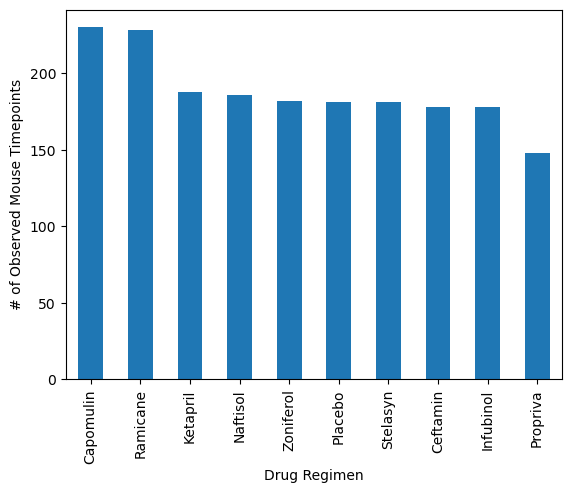 # of Observed Mouse Timepoints
200
150
100
50
0
Capomulin
Ramicane
Ketapril
Naftisol
Zoniferol
Placebo
Stelasyn
Ceftamin
Infubinol
Propriva
Drug Regimen